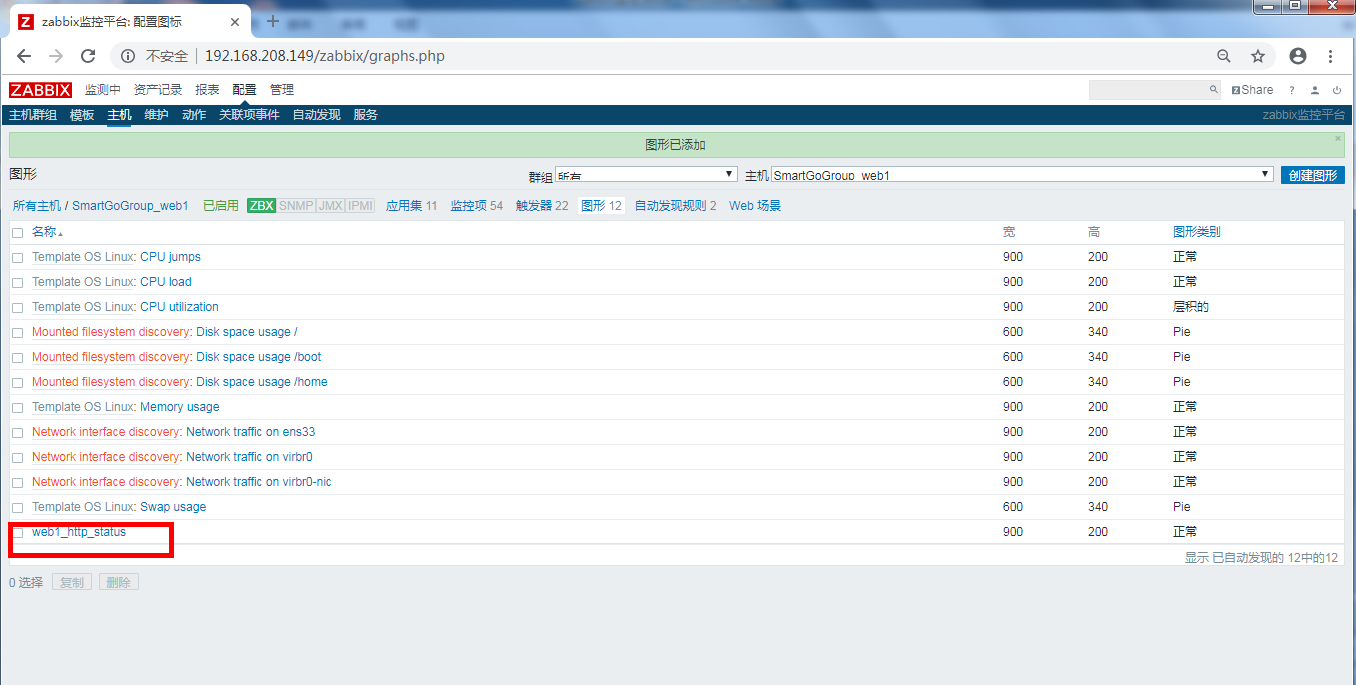 zabbix监控平台: 配置图标
不安全 192.168.208.149/zabbix/graphs.php
ZABBIX 监测中 资产记录 报表 配置 管理 Share ?
主机群组 模板 主机 维护 动作 关联项事件 自动发现 服务 zabbix监控平台
图形已添加
图形 群组 所有 主机 SmartGoGroup_web1 创建图形
所有主机 / SmartGoGroup_web1 已启用 ZBX SNMP JMX IPMI 应用集 11 监控项 54 触发器 22 图形 12 自动发现规则 2 Web 场景
名称 宽 高 图形类别
Template OS Linux: CPU jumps 900 200 正常
Template OS Linux: CPU load 900 200 正常
Template OS Linux: CPU utilization 900 200 层积的
Mounted filesystem discovery: Disk space usage / 600 340 Pie
Mounted filesystem discovery: Disk space usage /boot 600 340 Pie
Mounted filesystem discovery: Disk space usage /home 600 340 Pie
Template OS Linux: Memory usage 900 200 正常
Network interface discovery: Network traffic on ens33 900 200 正常
Network interface discovery: Network traffic on virbr0 900 200 正常
Network interface discovery: Network traffic on virbr0-nic 900 200 正常
Template OS Linux: Swap usage 600 340 Pie
web1_http_status 900 200 正常
显示 已自动发现的 12中的12
0 选择 复制 删除